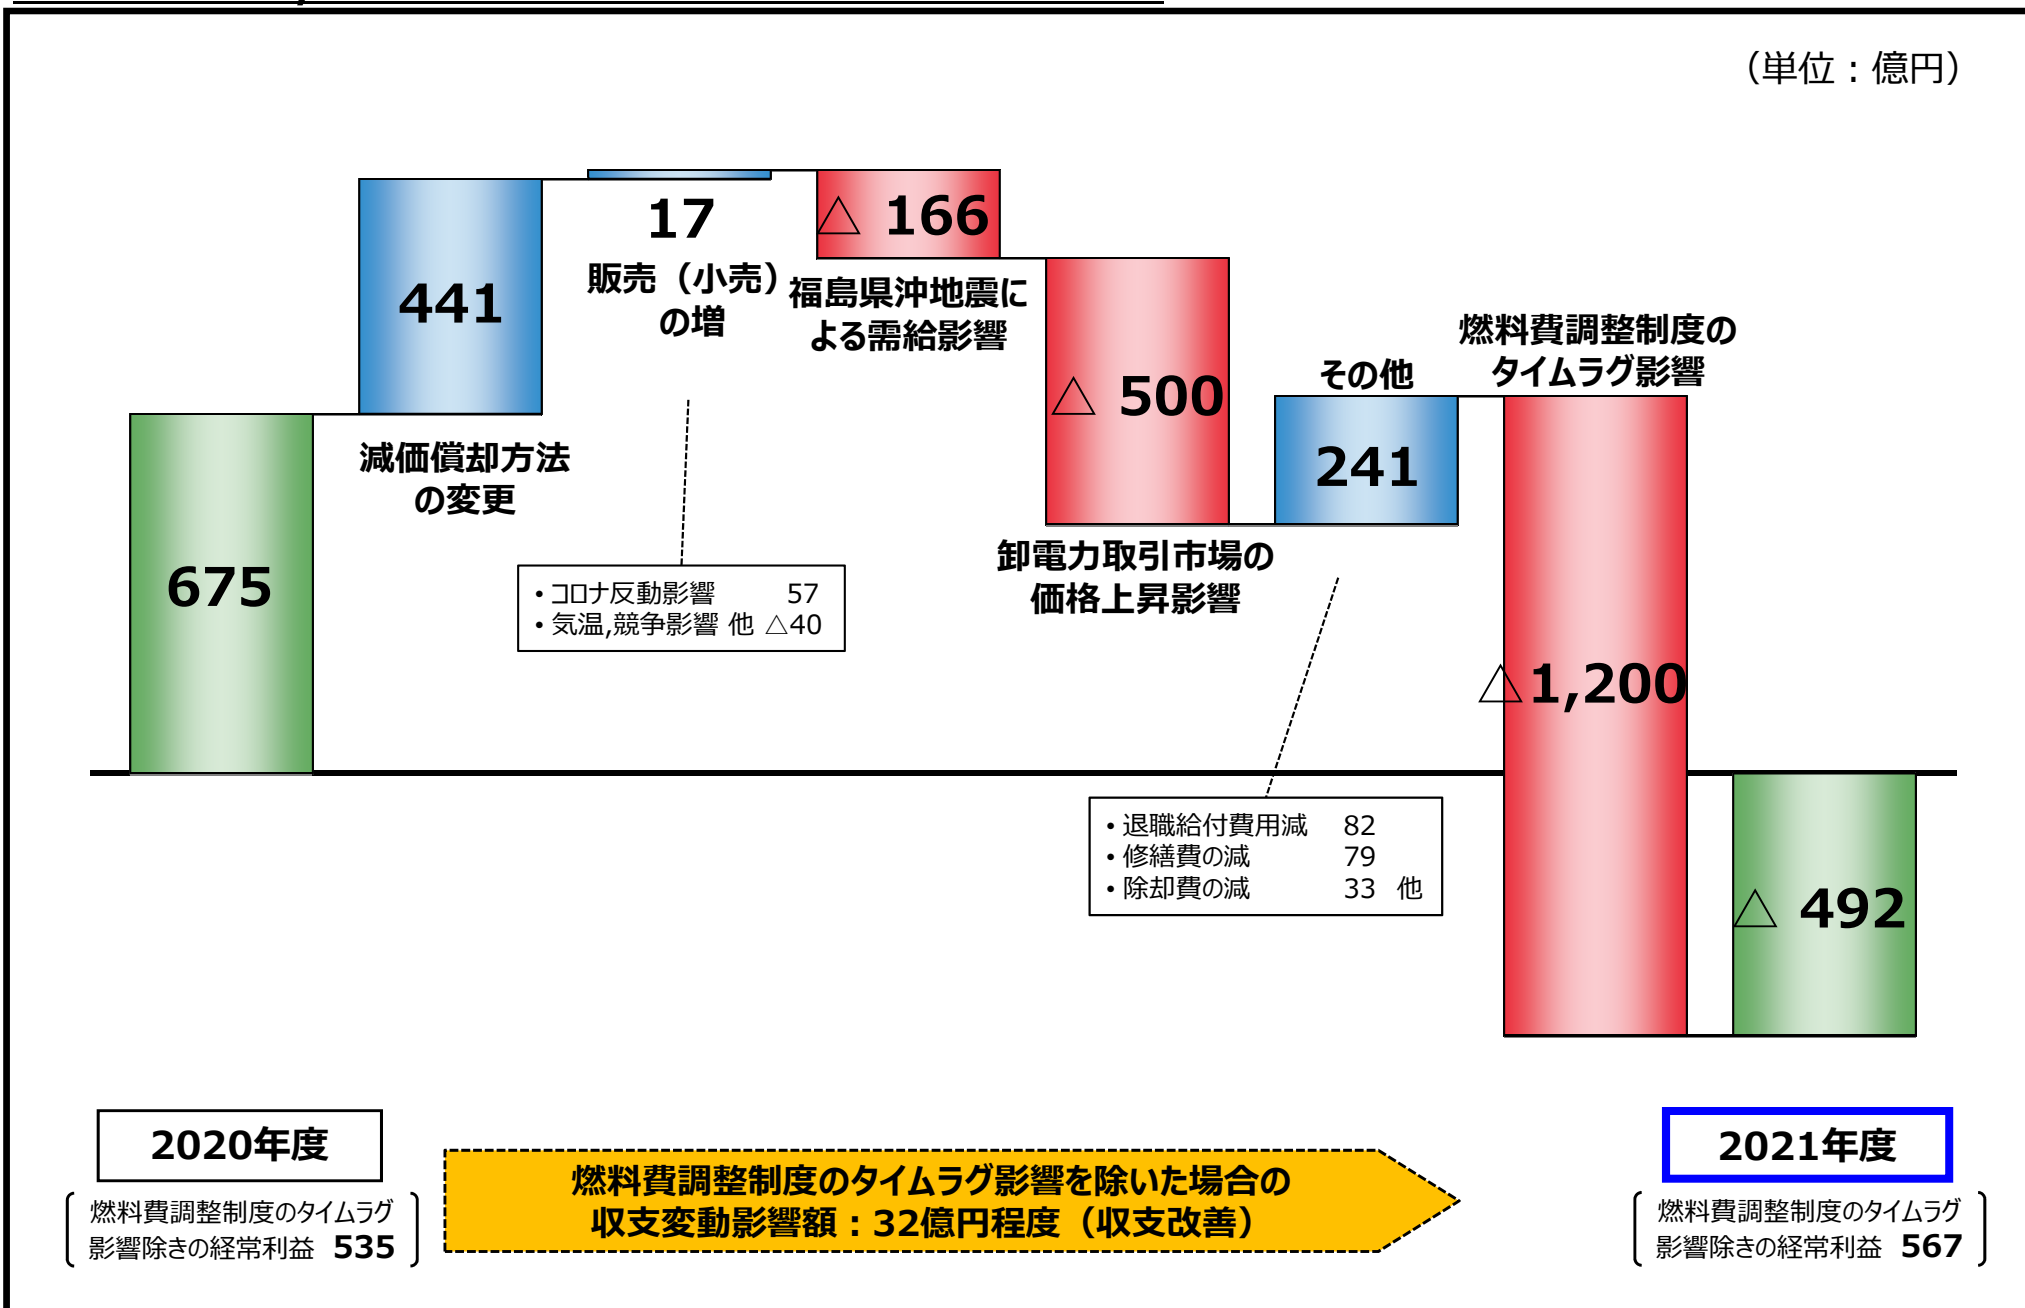 （単位：億円）
675
441
減価償却方法
の変更
17
販売（小売）
の増
・コロナ反動影響 57
・気温,競争影響 他 △40
△ 166
福島県沖地震に
よる需給影響
△ 500
卸電力取引市場の
価格上昇影響
その他
241
・退職給付費用減 82
・修繕費の減 79
・除却費の減 33 他
燃料費調整制度の
タイムラグ影響
△1,200
△ 492
2020年度
燃料費調整制度のタイムラグ
影響除きの経常利益 535
燃料費調整制度のタイムラグ影響を除いた場合の
収支変動影響額：32億円程度（収支改善）
2021年度
燃料費調整制度のタイムラグ
影響除きの経常利益 567